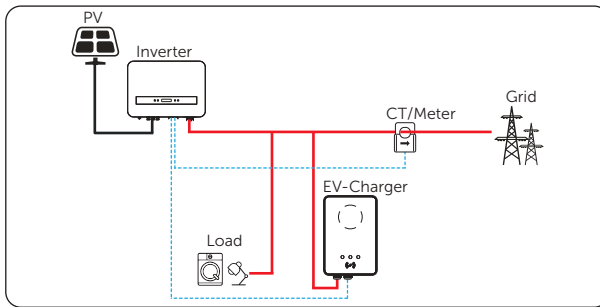 PV
Inverter
CT/Meter
Grid
EV-Charger
Load